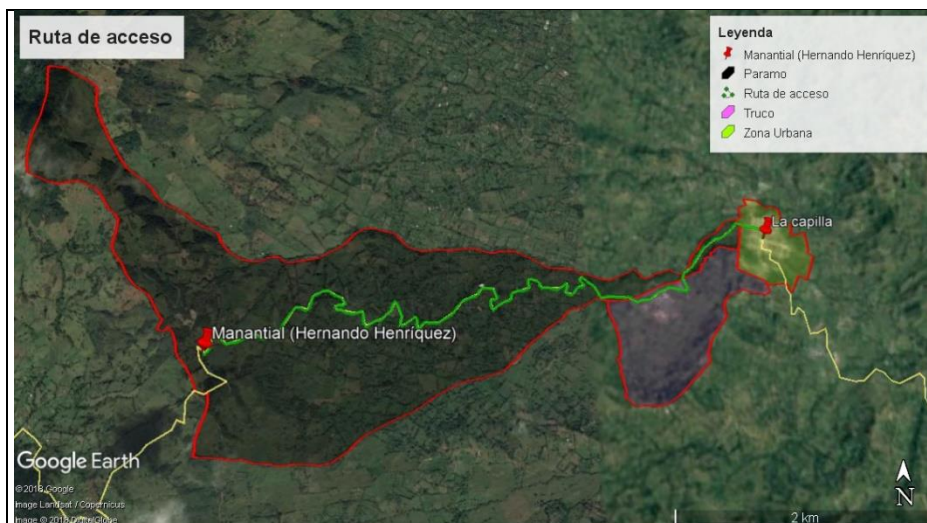 Ruta de acceso
Leyenda
Manantial (Hernando Henríquez)
Paramo
Ruta de acceso
Truco
Zona Urbana
La capilla
Manantial (Hernando Henríquez)
Google Earth
© 2018 Google
Image Landsat / Copernicus
Image © 2018 DigitalGlobe
N
2 km